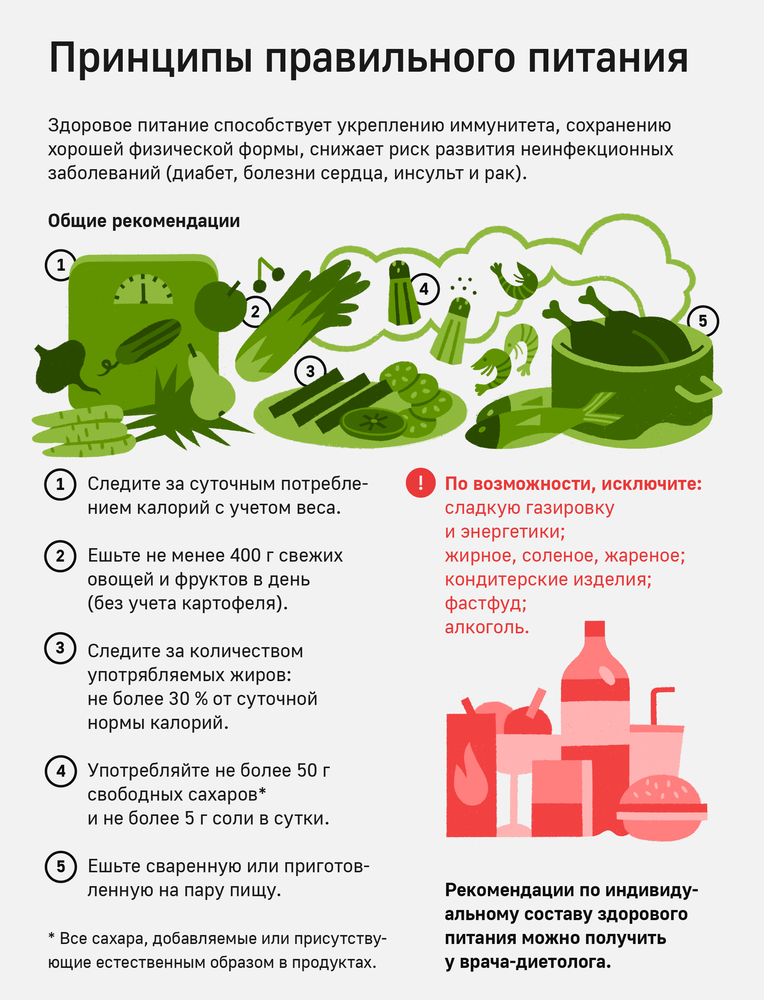 Принципы правильного питания
Здоровое питание способствует укреплению иммунитета, сохранению
хорошей физической формы, снижает риск развития неинфекционных
заболеваний (диабет, болезни сердца, инсульт и рак).
Общие рекомендации
1
2
3
4
5
1 Следите за суточным потребле-
нием калорий с учетом веса.
2 Ешьте не менее 400 г свежих
овощей и фруктов в день
(без учета картофеля).
3 Следите за количеством
употрябляемых жиров:
не более 30 % от суточной
нормы калорий.
4 Употребляйте не более 50 г
свободных сахаров*
и не более 5 г соли в сутки.
5 Ешьте сваренную или приготов-
ленную на пару пищу.
* Все сахара, добавляемые или присутству-
ющие естественным образом в продуктах.
! По возможности, исключите:
сладкую газировку
и энергетики;
жирное, соленое, жареное;
кондитерские изделия;
фастфуд;
алкоголь.
Рекомендации по индивиду-
альному составу здорового
питания можно получить
у врача-диетолога.